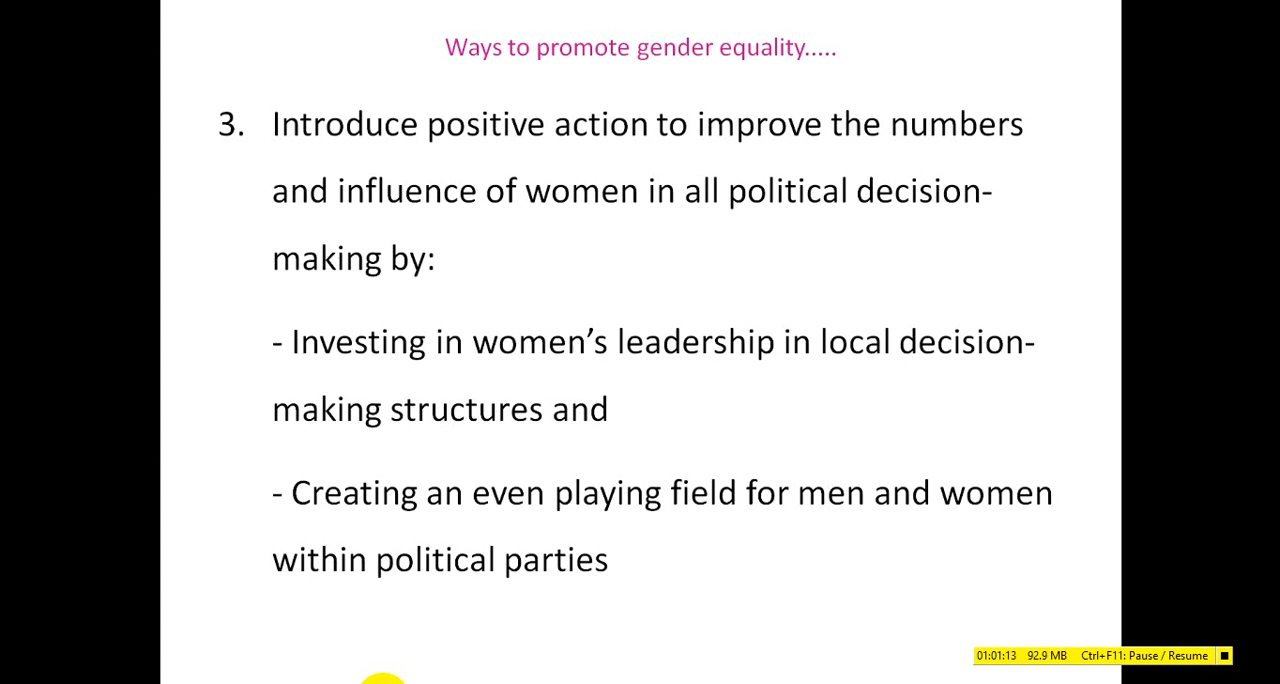 Ways to promote gender equality.....
3. Introduce positive action to improve the numbers
and influence of women in all political decision-
making by:
- Investing in women’s leadership in local decision-
making structures and
- Creating an even playing field for men and women
within political parties
01:01:13 92.9 MB Ctrl+F11: Pause / Resume